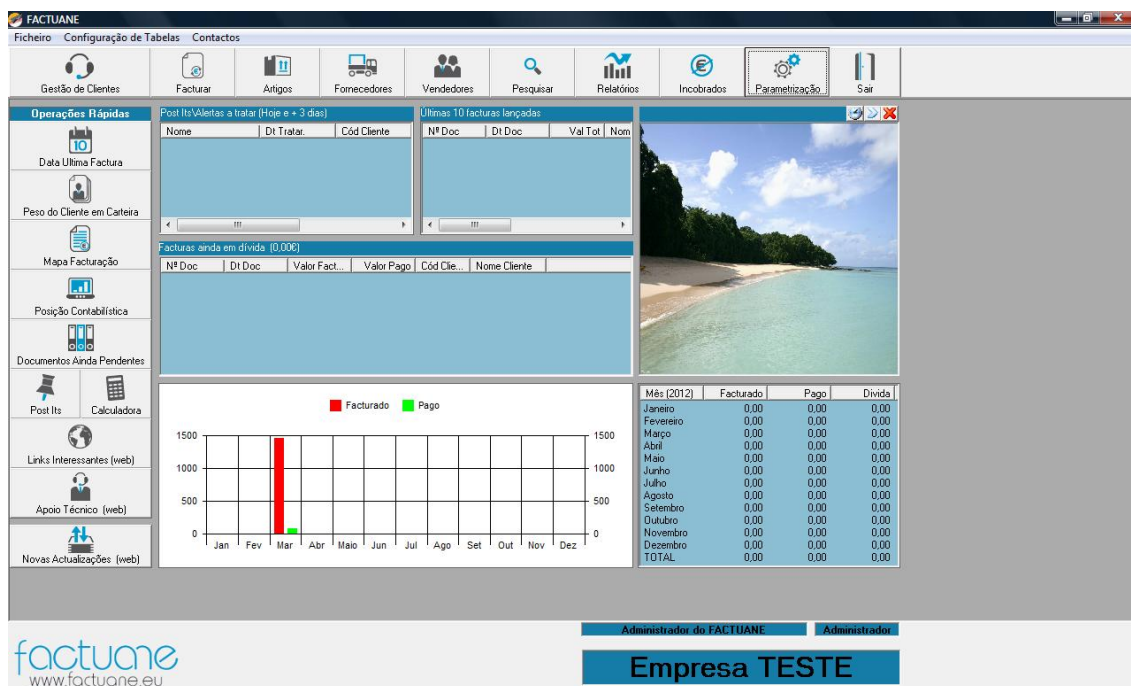 FACTUANE
Ficheiro Configuração de Tabelas Contactos
Gestão de Clientes Facturar Artigos Fornecedores Vendedores Pesquisar Relatórios Incobrados Parametrização Sair
Operações Rápidas
10
Data Ultima Factura
Peso do Cliente em Carteira
Mapa Facturação
Posição Contabilística
Documentos Ainda Pendentes
Post Its Calculadora
Links Interessantes (web)
Apoio Técnico (web)
Novas Actualizações (web)
Post Its\Alertas a tratar (Hoje e + 3 dias)
Nome Dt Tratar. Cód Cliente
Últimas 10 facturas lançadas
Nº Doc Dt Doc Val Tot Nom
Facturas ainda em dívida (0,00€)
Nº Doc Dt Doc Valor Fact... Valor Pago Cód Clie... Nome Cliente
Facturado Pago
1500 1500
1000 1000
500 500
0 0
Jan Fev Mar Abr Maio Jun Jul Ago Set Out Nov Dez
Mês (2012) Facturado Pago Divida
Janeiro 0,00 0,00 0,00
Fevereiro 0,00 0,00 0,00
Março 0,00 0,00 0,00
Abril 0,00 0,00 0,00
Maio 0,00 0,00 0,00
Junho 0,00 0,00 0,00
Julho 0,00 0,00 0,00
Agosto 0,00 0,00 0,00
Setembro 0,00 0,00 0,00
Outubro 0,00 0,00 0,00
Novembro 0,00 0,00 0,00
Dezembro 0,00 0,00 0,00
TOTAL 0,00 0,00 0,00
Administrador do FACTUANE Administrador
factuane
www.factuane.eu
Empresa TESTE